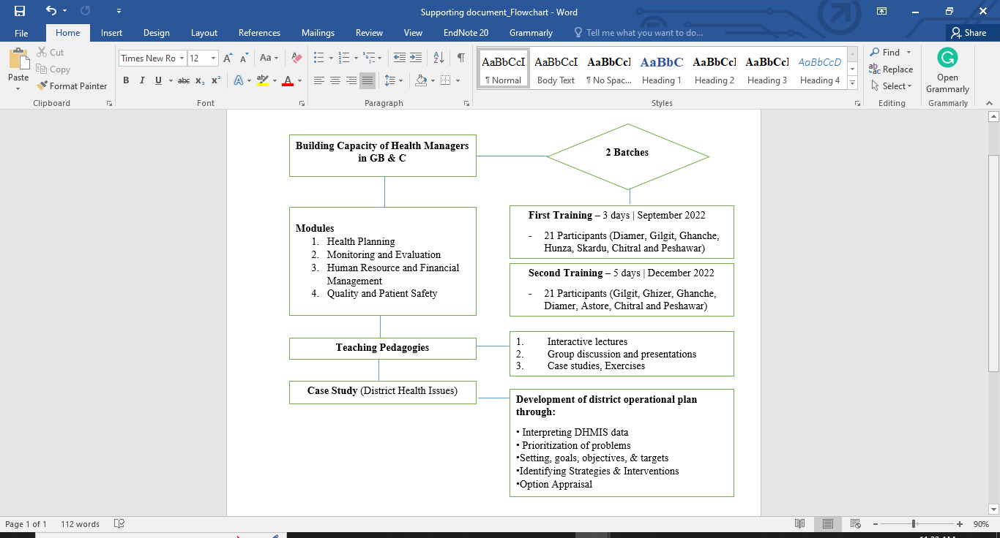 Supporting document_Flowchart - Word
File Home Insert Design Layout References Mailings Review View EndNote 20 Grammarly Tell me what you want to do... Share
Paste
Cut
Copy
Format Painter
Clipboard
Times New Ro 12
Aa
B I U abc x₂ x² A ab A
Font
Paragraph
AaBbCcI AaBbCcI AaBbCcI AaBbC AaBbCcI AaBbCcI AaBbCcD
¶ Normal Body Text ¶ No Spac... Heading 1 Heading 2 Heading 3 Heading 4
Styles
Find
Replace
Select
Editing
Open
Grammarly
Grammarly
Building Capacity of Health Managers
in GB & C
2 Batches
Modules
1. Health Planning
2. Monitoring and Evaluation
3. Human Resource and Financial
Management
4. Quality and Patient Safety
First Training – 3 days | September 2022
- 21 Participants (Diamer, Gilgit, Ghanche,
Hunza, Skardu, Chitral and Peshawar)
Second Training – 5 days | December 2022
- 21 Participants (Gilgit, Ghizer, Ghanche,
Diamer, Astore, Chitral and Peshawar)
Teaching Pedagogies
1. Interactive lectures
2. Group discussion and presentations
3. Case studies, Exercises
Case Study (District Health Issues)
Development of district operational plan
through:
• Interpreting DHMIS data
• Prioritization of problems
•Setting, goals, objectives, & targets
•Identifying Strategies & Interventions
•Option Appraisal
Page 1 of 1 112 words 90%